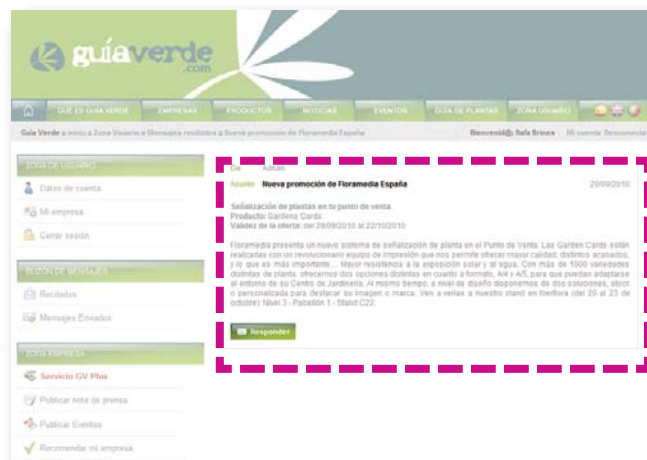 guíaverde
.com
QUÉ ES GUÍA VERDE EMPRESAS PRODUCTOS NOTICIAS EVENTOS GUÍA DE PLANTAS ZONA USUARIO
Guía Verde Inicio Zona Usuario Mensajes recibidos Nueva promoción de Floramedia España Bienvenid@: Rafa Brines Mi cuenta Desconectar
ZONA DE USUARIO
Datos de cuenta
Mi empresa
Cerrar sesión
BUZÓN DE MENSAJES
Recibidos
Mensajes Enviados
ZONA EMPRESA
Servicio GV Plus
Publicar nota de prensa
Publicar Eventos
Recomendar mi empresa
De Adrian
Asunto Nueva promoción de Floramedia España 29/09/2010
Señalización de plantas en tu punto de venta
Producto: Gardena Cards
Validez de la oferta: del 29/09/2010 al 22/10/2010
Floramedia presenta un nuevo sistema de señalización de planta en el Punto de Venta. Las Garden Cards están
realizadas con un revolucionario equipo de impresión que nos permite ofrecer mayor calidad, distintos acabados,
y lo que es más importante... Mayor resistencia a la exposición solar y al agua. Con más de 1000 variedades
distintas de planta, ofrecemos dos opciones distintas en cuanto a formato, A/4 y A/5, para que puedan adaptarse
al entorno de su Centro de Jardinería. Al mismo tiempo, a nivel de diseño disponemos de dos soluciones, stock
o personalizada para destacar su imagen o marca. Ven a verlas a nuestro stand en Iberflora (del 20 al 23 de
octubre) Nivel 3 - Pabellón 1 - Stand C22.
Responder